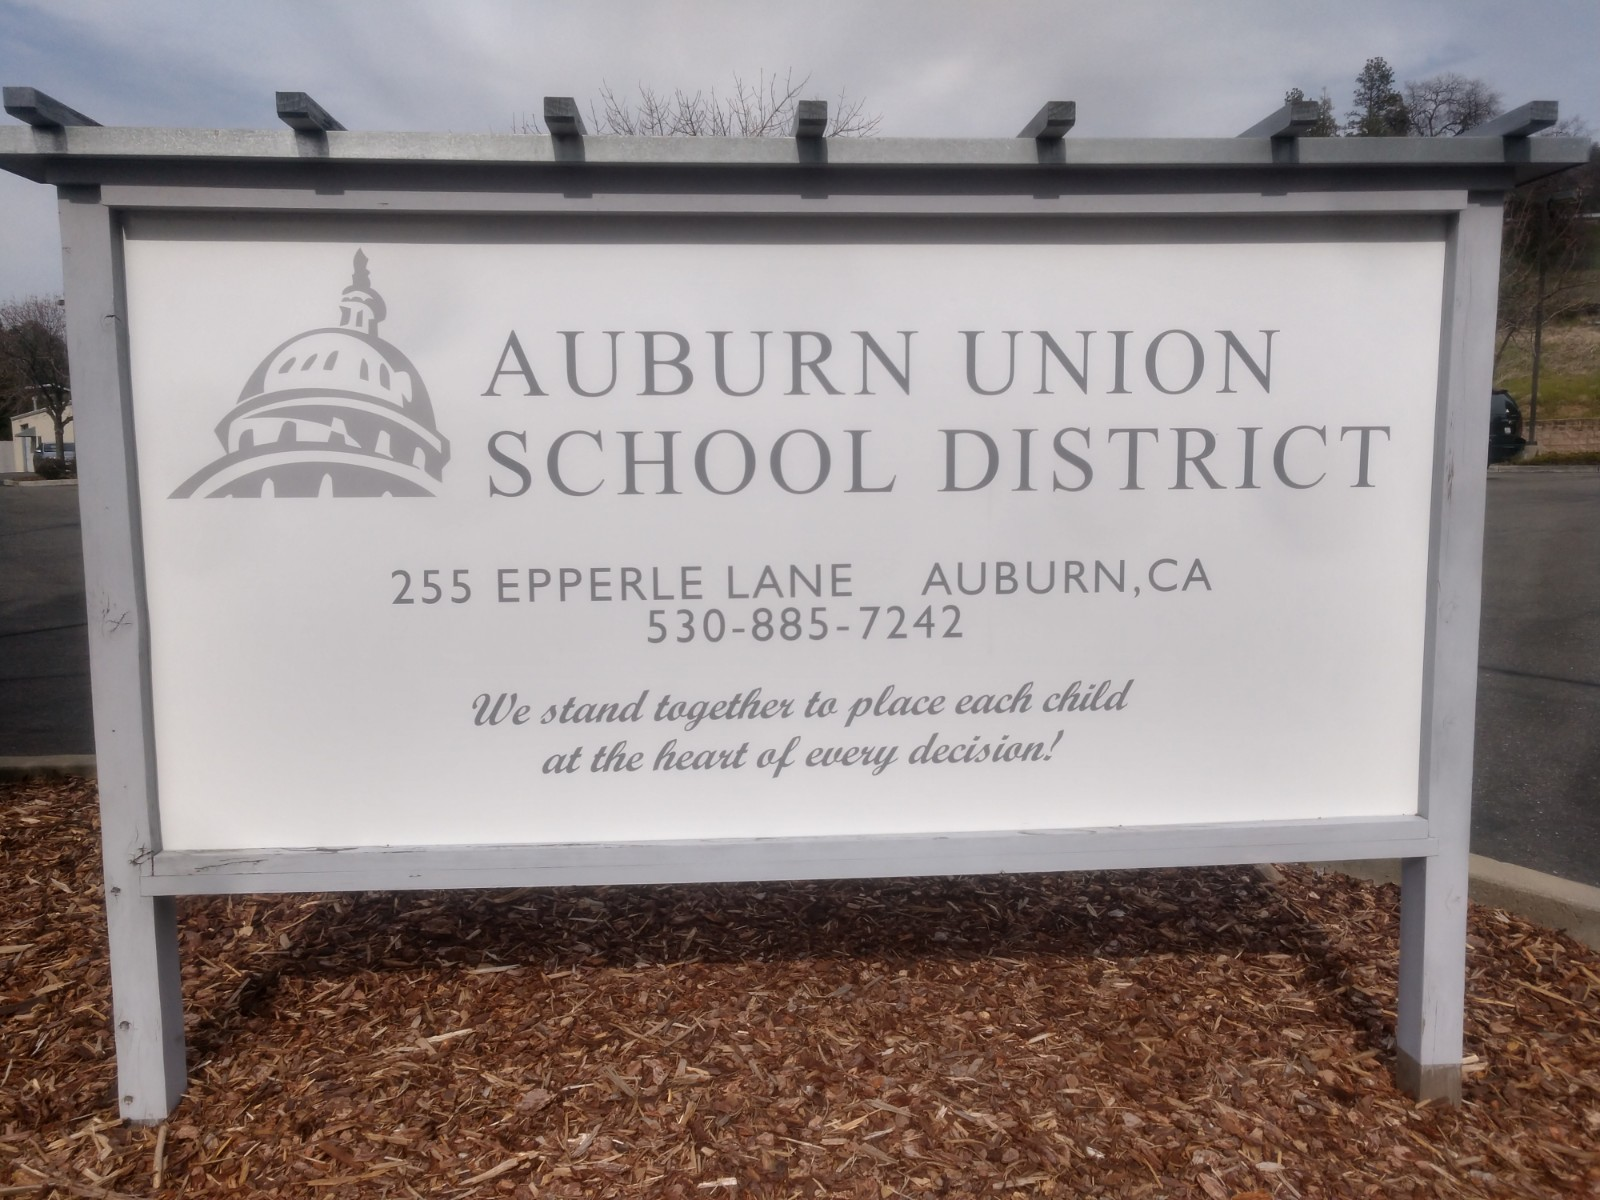 AUBURN UNION
SCHOOL DISTRICT
255 EPPERLE LANE AUBURN, CA
530-885-7242
We stand together to place each child
at the heart of every decision!